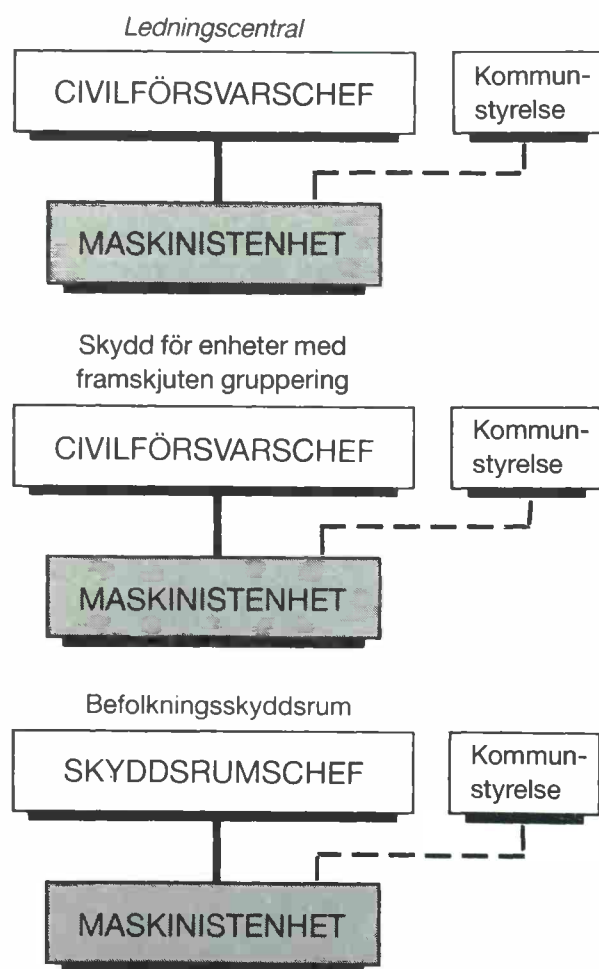 Ledningscentral
CIVILFÖRSVARSCHEF
Kommun-
styrelse
MASKINISTENHET
Skydd för enheter med
framskjuten gruppering
CIVILFÖRSVARSCHEF
Kommun-
styrelse
MASKINISTENHET
Befolkningsskyddsrum
SKYDDSRUMSCHEF
Kommun-
styrelse
MASKINISTENHET